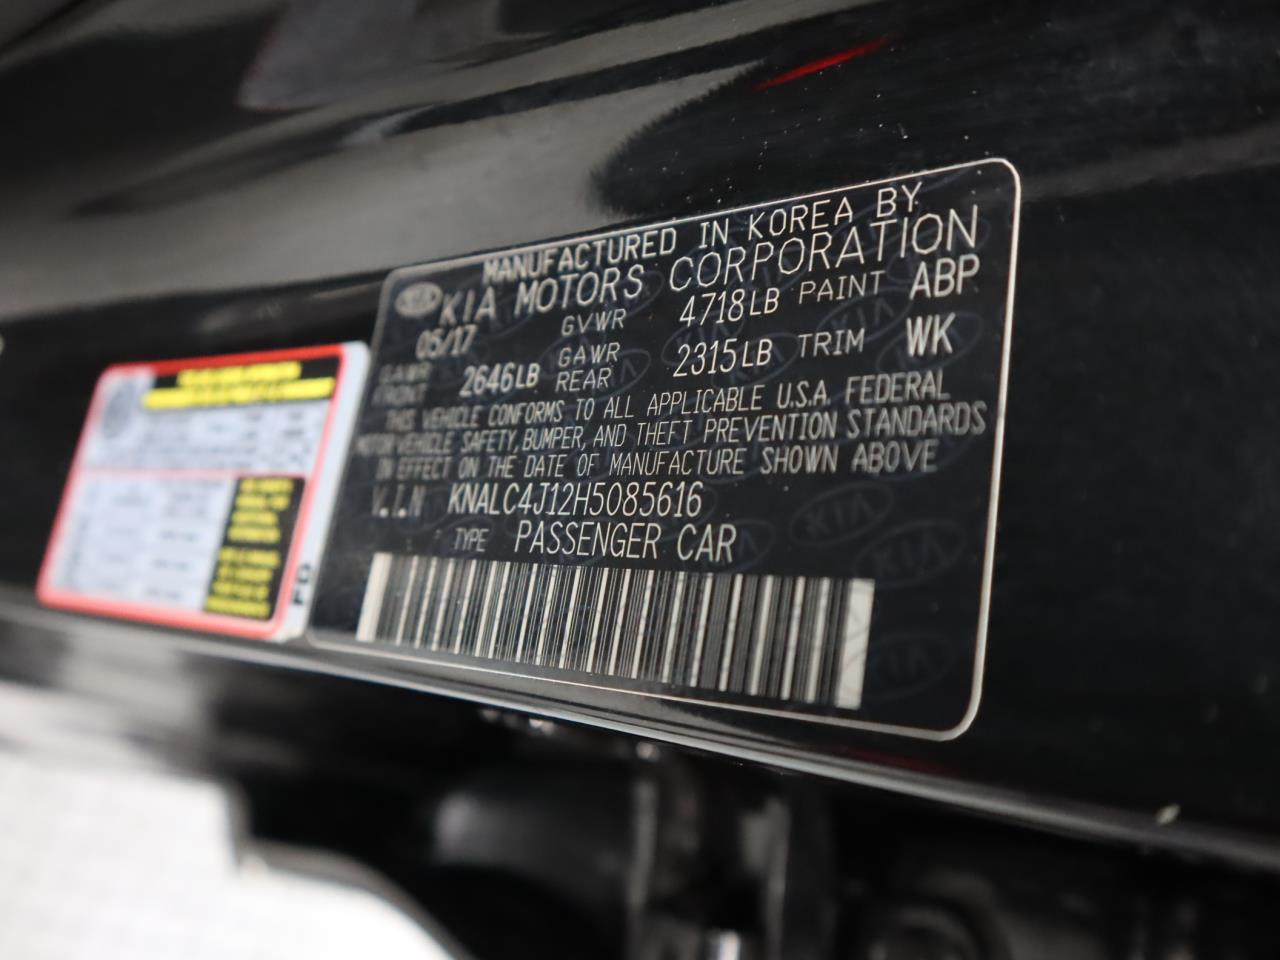 MANUFACTURED IN KOREA BY
KIA KIA MOTORS CORPORATION
05/17 GVWR 4718LB PAINT ABP
GAWR FRONT 2646LB GAWR REAR 2315LB TRIM WK
THIS VEHICLE CONFORMS TO ALL APPLICABLE U.S.A. FEDERAL
MOTOR VEHICLE SAFETY, BUMPER, AND THEFT PREVENTION STANDARDS
IN EFFECT ON THE DATE OF MANUFACTURE SHOWN ABOVE
V.I.N KNALC4J12H5085616
TYPE PASSENGER CAR
FD